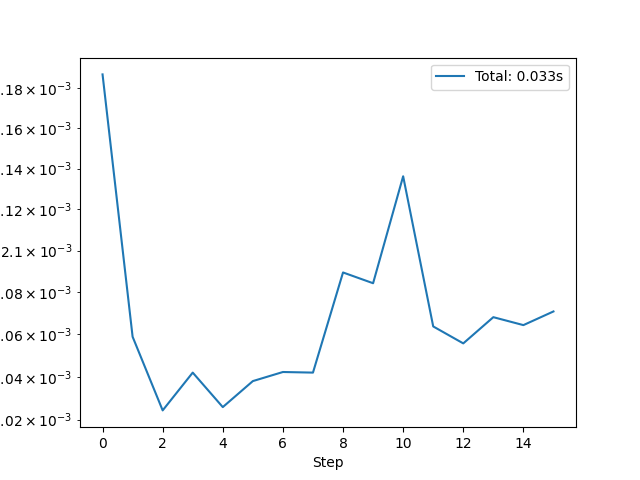 Total: 0.033s
.18 × 10⁻³
.16 × 10⁻³
.14 × 10⁻³
.12 × 10⁻³
2.1 × 10⁻³
.08 × 10⁻³
.06 × 10⁻³
.04 × 10⁻³
.02 × 10⁻³
0 2 4 6 8 10 12 14
Step